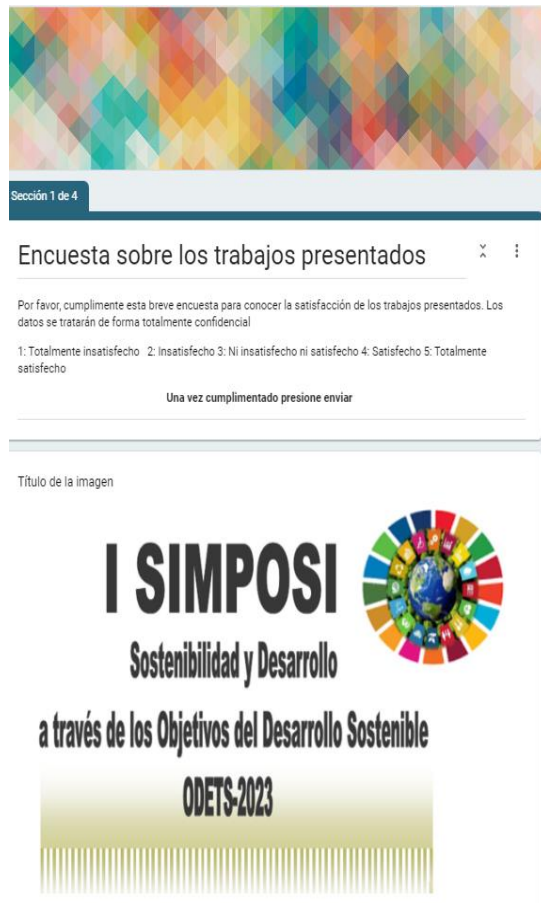 Sección 1 de 4
Encuesta sobre los trabajos presentados
Por favor, cumplimente esta breve encuesta para conocer la satisfacción de los trabajos presentados. Los
datos se tratarán de forma totalmente confidencial
1: Totalmente insatisfecho 2: Insatisfecho 3: Ni insatisfecho ni satisfecho 4: Satisfecho 5: Totalmente
satisfecho
Una vez cumplimentado presione enviar
Título de la imagen
I SIMPOSI
Sostenibilidad y Desarrollo
a través de los Objetivos del Desarrollo Sostenible
ODETS-2023